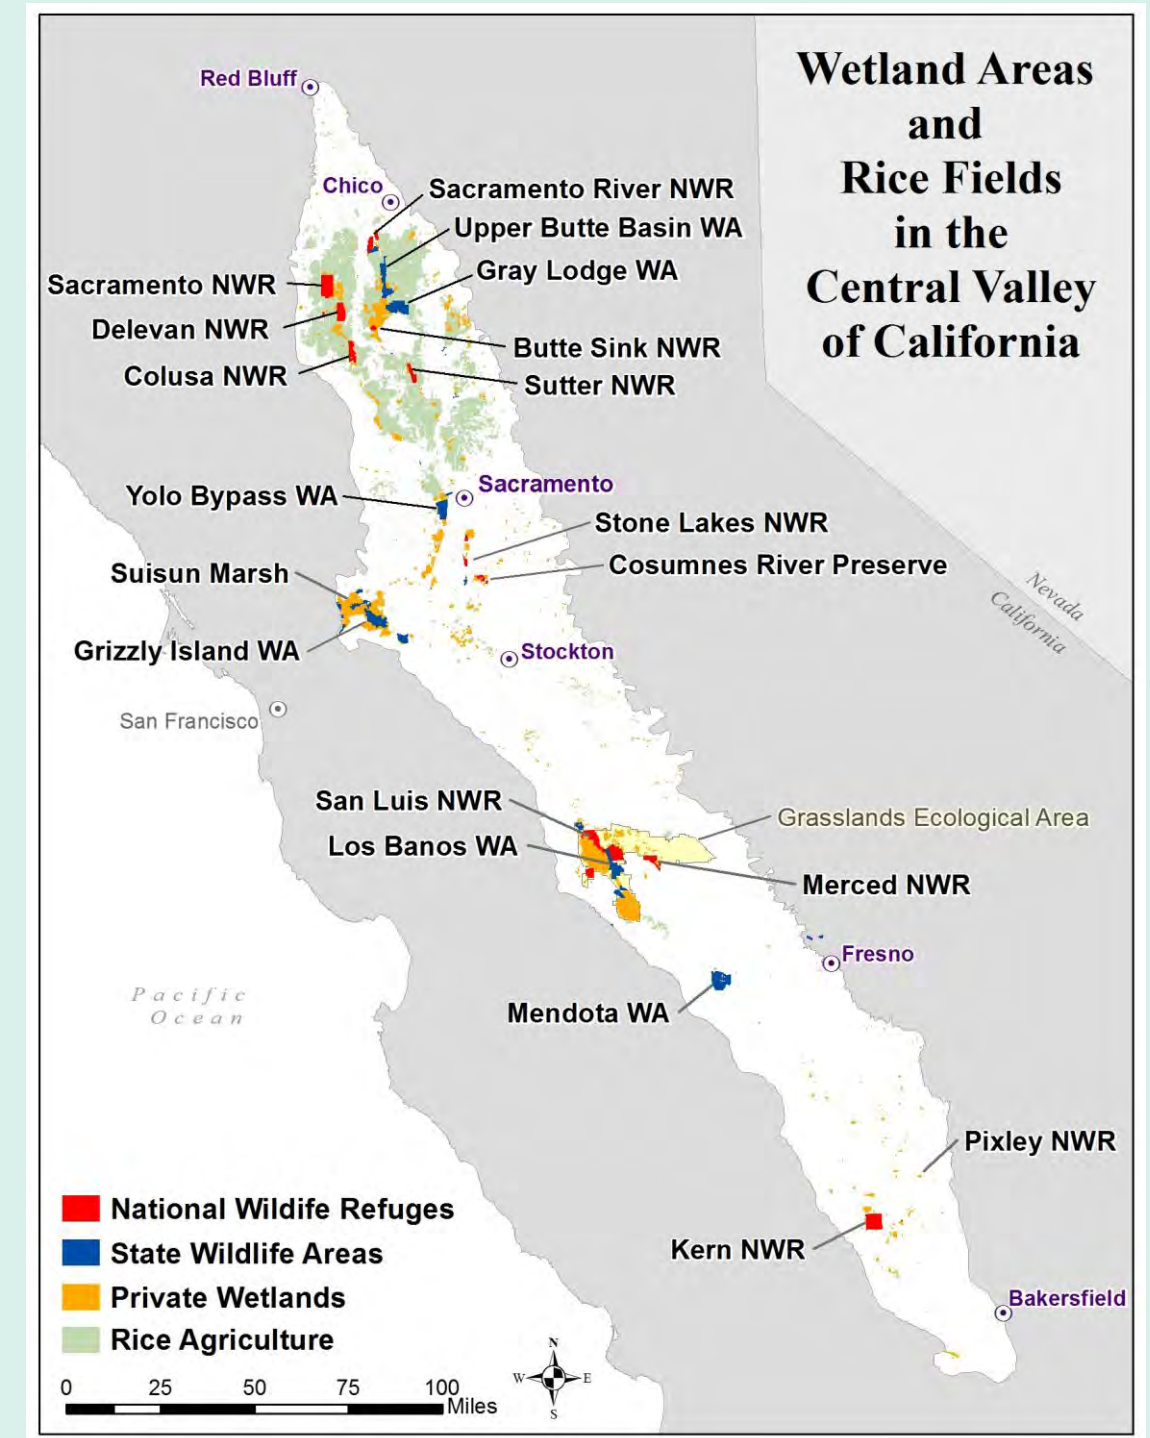 Wetland Areas
and
Rice Fields
in the
Central Valley
of California
Red Bluff
Chico
Sacramento River NWR
Upper Butte Basin WA
Gray Lodge WA
Sacramento NWR
Delevan NWR
Butte Sink NWR
Colusa NWR
Sutter NWR
Sacramento
Yolo Bypass WA
Stone Lakes NWR
Cosumnes River Preserve
Suisun Marsh
Nevada
California
Grizzly Island WA
Stockton
San Francisco
San Luis NWR
Grasslands Ecological Area
Los Banos WA
Merced NWR
Fresno
Pacific
Ocean
Mendota WA
Pixley NWR
Kern NWR
Bakersfield
National Wildife Refuges
State Wildlife Areas
Private Wetlands
Rice Agriculture
0 25 50 75 100
Miles
N
W E
S